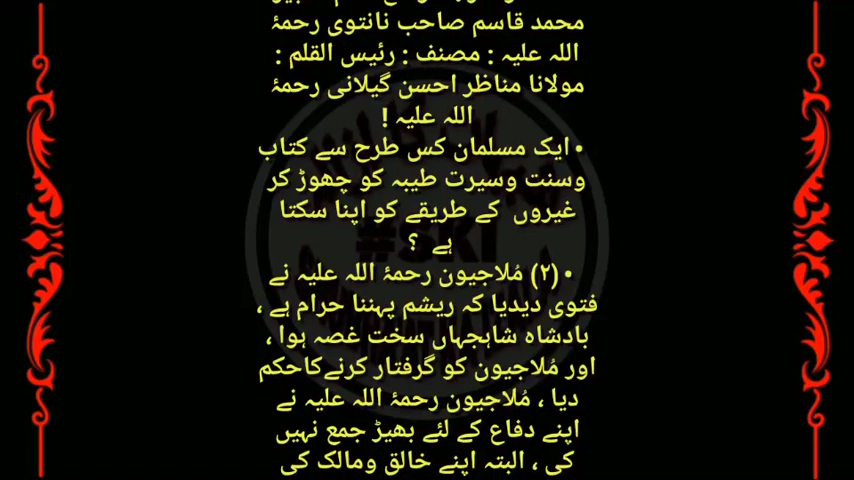 محمد قاسم صاحب نانتوی رحمۂ
اللہ علیہ : مصنف : رئیس القلم :
مولانا مناظر احسن گیلانی رحمۂ
اللہ علیہ !
• ایک مسلمان کس طرح سے کتاب
وسنت وسیرت طیبہ کو چھوڑ کر
غیروں کے طریقے کو اپنا سکتا
ہے ؟
• (۲) مُلاجیون رحمۂ اللہ علیہ نے
فتوی دیدیا کہ ریشم پہننا حرام ہے ،
بادشاہ شاہجہاں سخت غصہ ہوا ،
اور مُلاجیون کو گرفتار کرنےکاحکم
دیا ، مُلاجیون رحمۂ اللہ علیہ نے
اپنے دفاع کے لئے بھیڑ جمع نہیں
کی ، البتہ اپنے خالق ومالک کی
#SKI